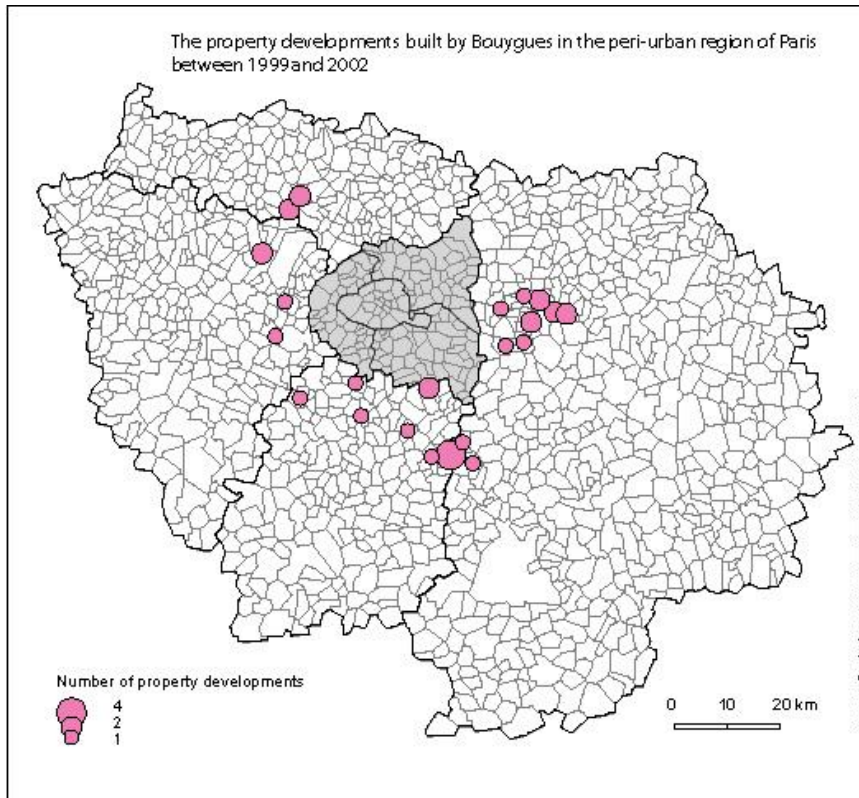 The property developments built by Bouygues in the peri-urban region of Paris
between 1999 and 2002
Number of property developments
4
2
1
0 10 20 km